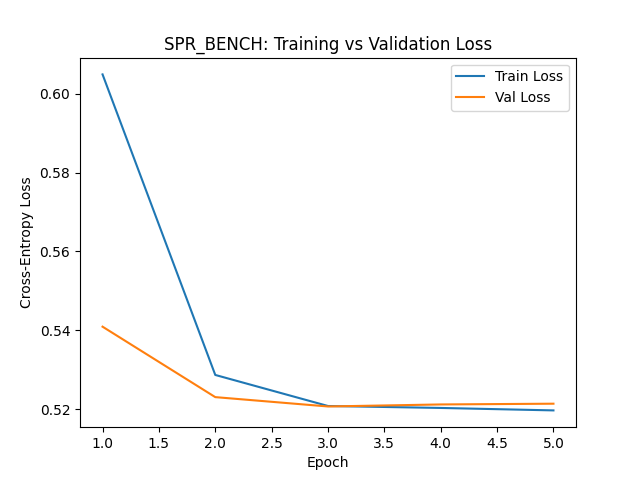 SPR_BENCH: Training vs Validation Loss
Train Loss
Val Loss
Cross-Entropy Loss
0.60
0.58
0.56
0.54
0.52
1.0 1.5 2.0 2.5 3.0 3.5 4.0 4.5 5.0
Epoch